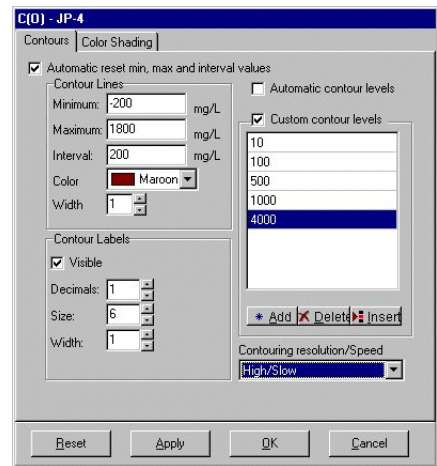 C(0) - JP-4
Contours Color Shading
Automatic reset min, max and interval values
Contour Lines
Minimum: -200 mg/L
Maximum: 1800 mg/L
Interval: 200 mg/L
Color Maroon
Width 1
Contour Labels
Visible
Decimals: 1
Size: 6
Width: 1
Automatic contour levels
Custom contour levels
10
100
500
1000
4000
Add Delete Insert
Contouring resolution/Speed
High/Slow
Reset Apply OK Cancel